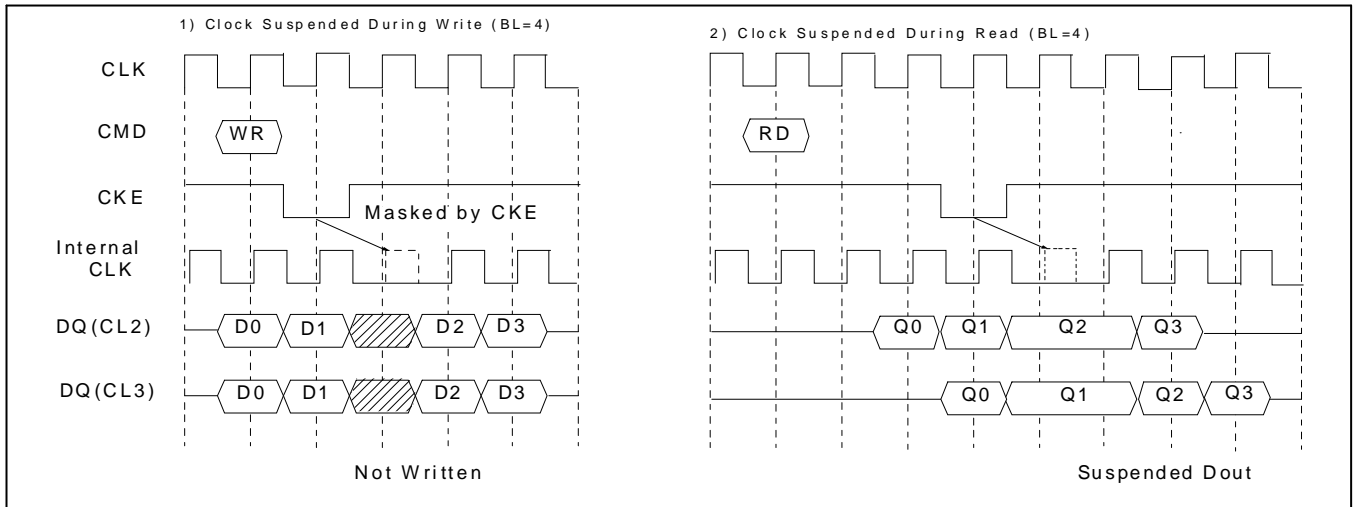 1) Clock Suspended During Write (BL=4)
2) Clock Suspended During Read (BL=4)
CLK
CMD
WR
RD
CKE
Masked by CKE
Internal
CLK
DQ(CL2)
D0
D1
D2
D3
Q0
Q1
Q2
Q3
DQ(CL3)
D0
D1
D2
D3
Q0
Q1
Q2
Q3
Not Written
Suspended Dout